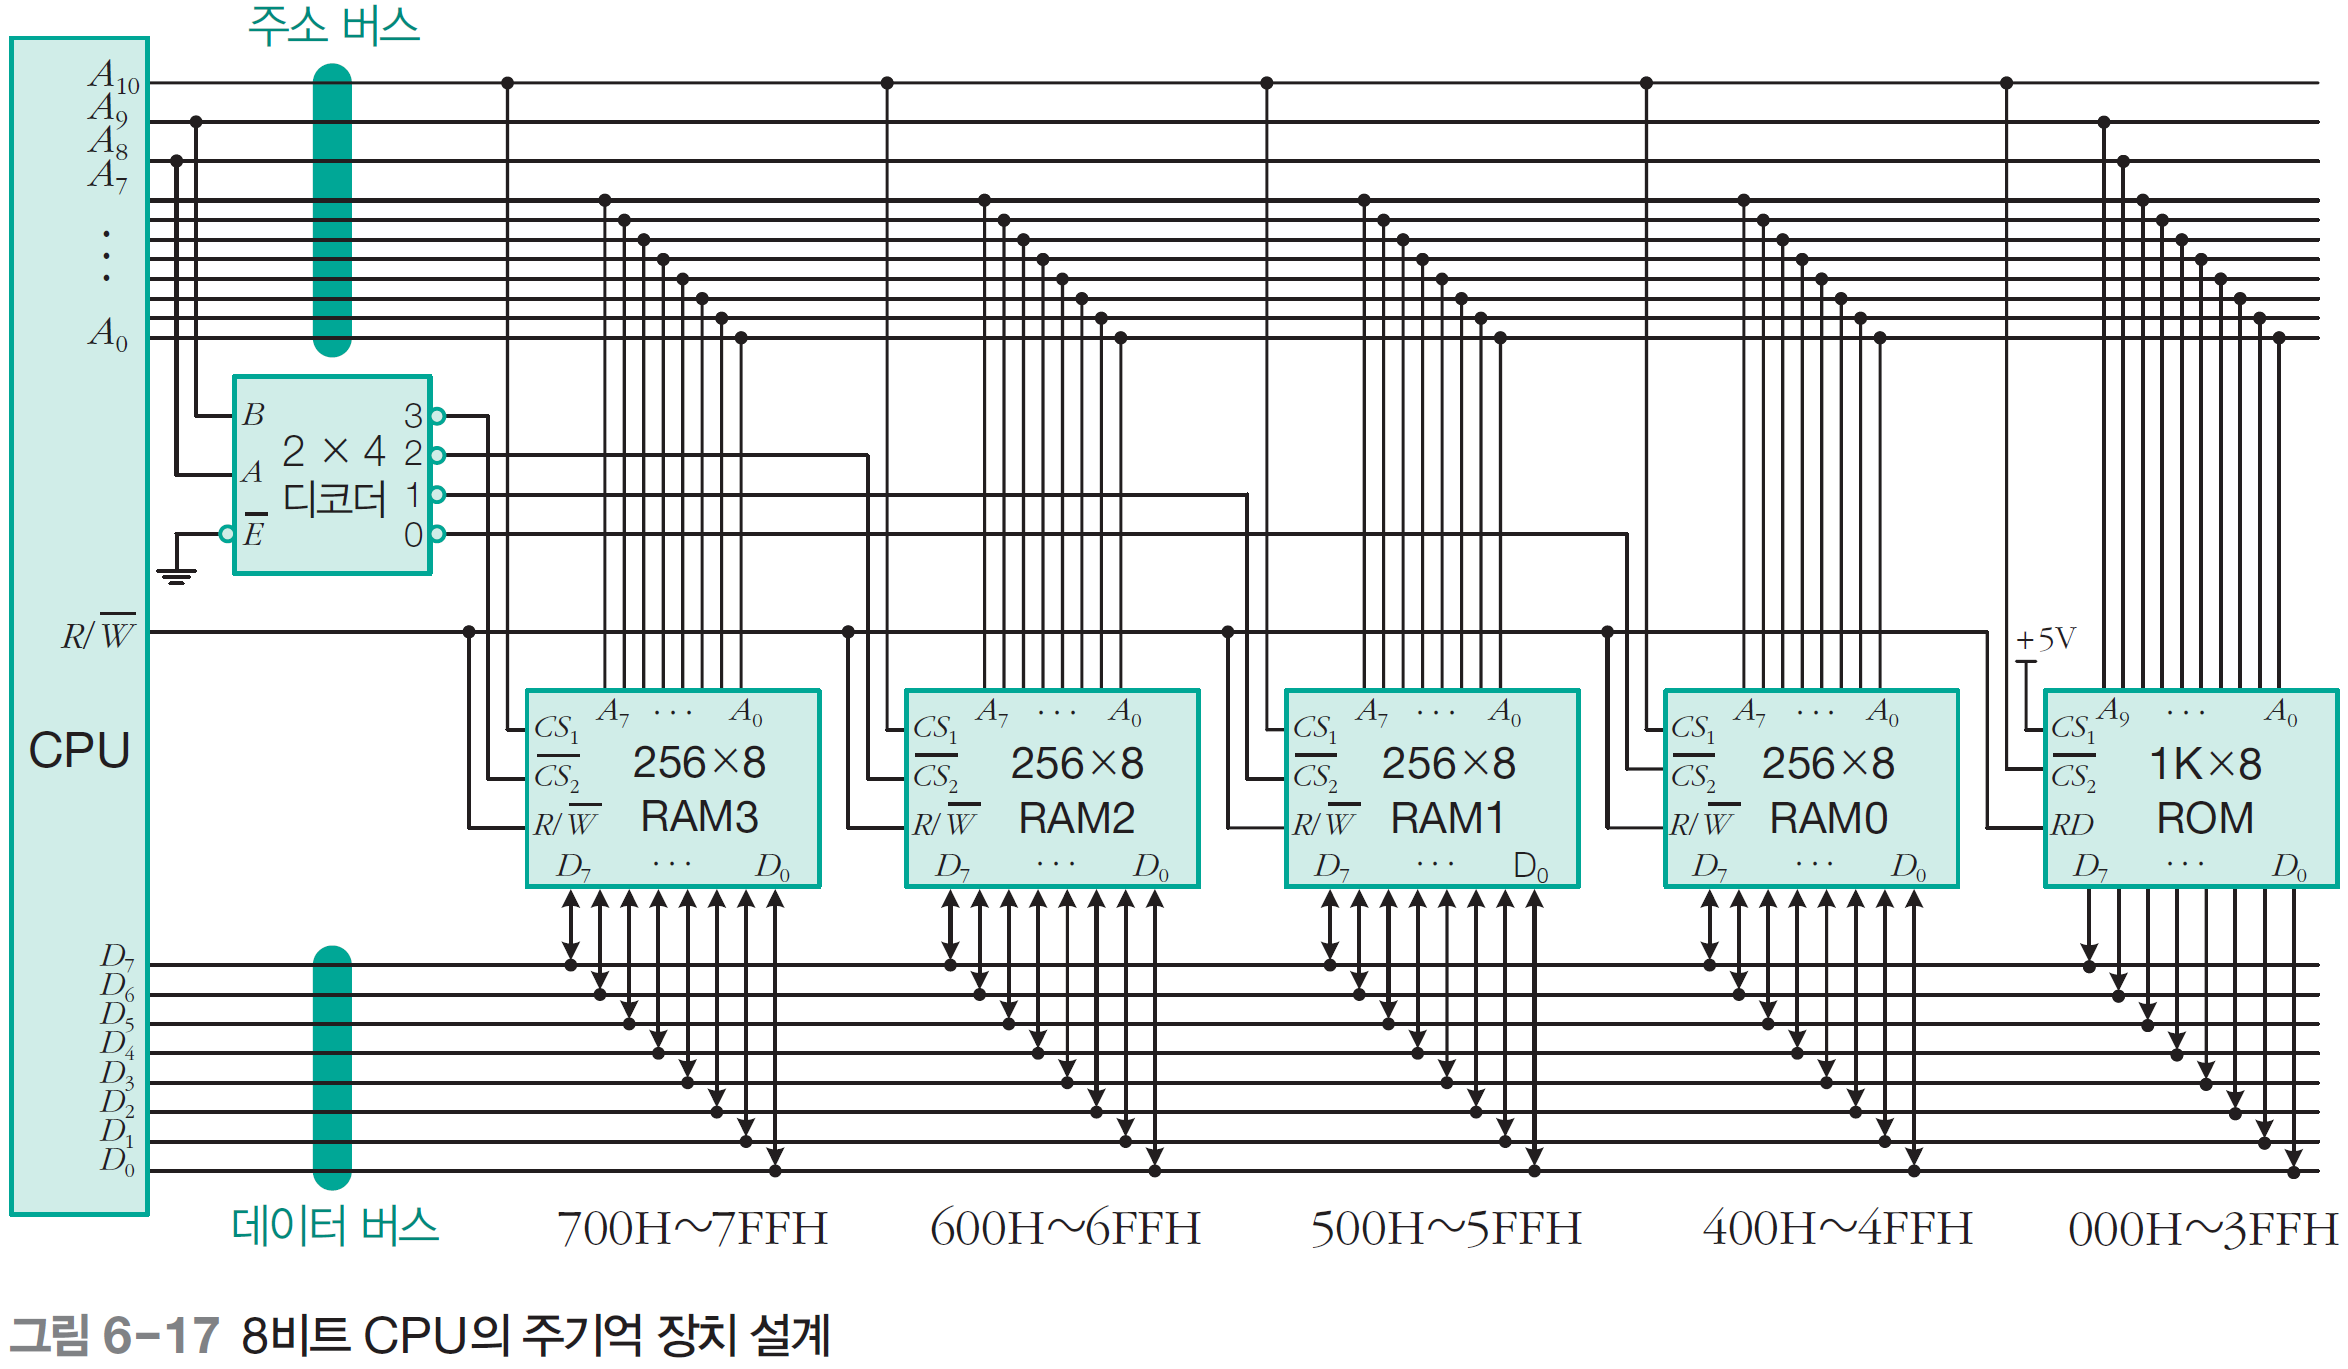 주소 버스
A10
A9
A8
A7
⋮
A0
B 3
2 × 4 2
A 디코더 1
E̅ 0
R/W̅
+5V
CPU
A7 ··· A0
CS1
256×8
C̅S̅2
RAM3
R/W̅
D7 ··· D0
A7 ··· A0
CS1
256×8
C̅S̅2
RAM2
R/W̅
D7 ··· D0
A7 ··· A0
CS1
256×8
C̅S̅2
RAM1
R/W̅
D7 ··· D0
A7 ··· A0
CS1
256×8
C̅S̅2
RAM0
R/W̅
D7 ··· D0
A9 ··· A0
CS1
1K×8
C̅S̅2
ROM
RD
D7 ··· D0
D7
D6
D5
D4
D3
D2
D1
D0
데이터 버스
700H~7FFH 600H~6FFH 500H~5FFH 400H~4FFH 000H~3FFH
그림 6-17 8비트 CPU의 주기억 장치 설계